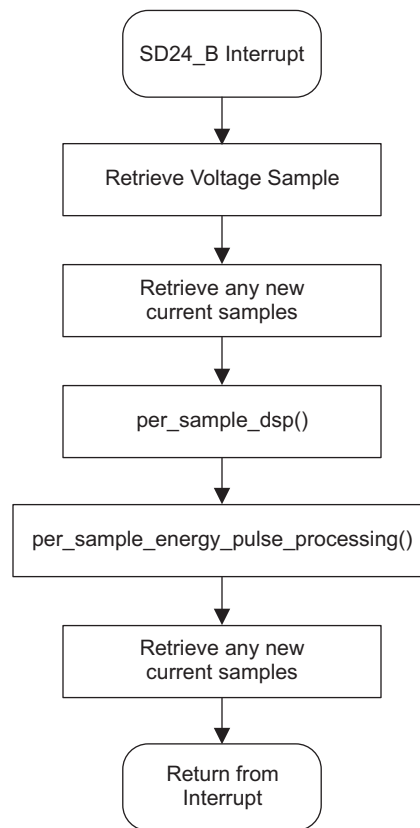 SD24_B Interrupt
Retrieve Voltage Sample
Retrieve any new
current samples
per_sample_dsp()
per_sample_energy_pulse_processing()
Retrieve any new
current samples
Return from
Interrupt